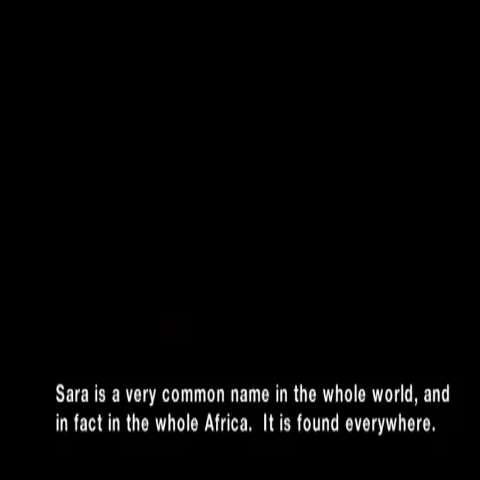 Sara is a very common name in the whole world, and
in fact in the whole Africa.  It is found everywhere.